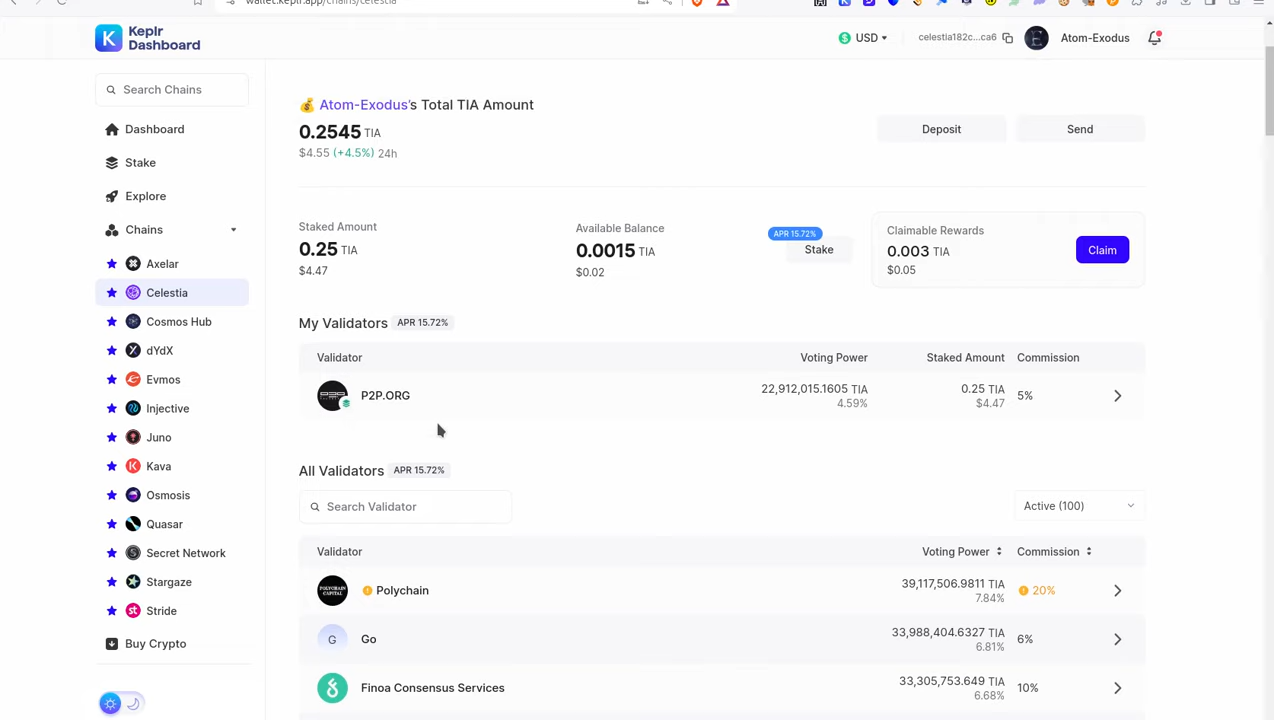 wallet.keplr.app/chains/celestia
Keplr
Dashboard
USD
celestia182c...ca6
Atom-Exodus
Search Chains
Dashboard
Stake
Explore
Chains
Axelar
Celestia
Cosmos Hub
dYdX
Evmos
Injective
Juno
Kava
Osmosis
Quasar
Secret Network
Stargaze
Stride
Buy Crypto
Atom-Exodus's Total TIA Amount
0.2545 TIA
$4.55 (+4.5%) 24h
Deposit
Send
Staked Amount
0.25 TIA
$4.47
Available Balance
0.0015 TIA
$0.02
APR 15.72%
Stake
Claimable Rewards
0.003 TIA
$0.05
Claim
My Validators APR 15.72%
Validator Voting Power Staked Amount Commission
P2P.ORG 22,912,015.1605 TIA 0.25 TIA 5%
4.59% $4.47
All Validators APR 15.72%
Search Validator
Active (100)
Validator Voting Power Commission
POLYCHAIN
CAPITAL
Polychain 39,117,506.9811 TIA 20%
7.84%
G Go 33,988,404.6327 TIA 6%
6.81%
Finoa Consensus Services 33,305,753.649 TIA 10%
6.68%